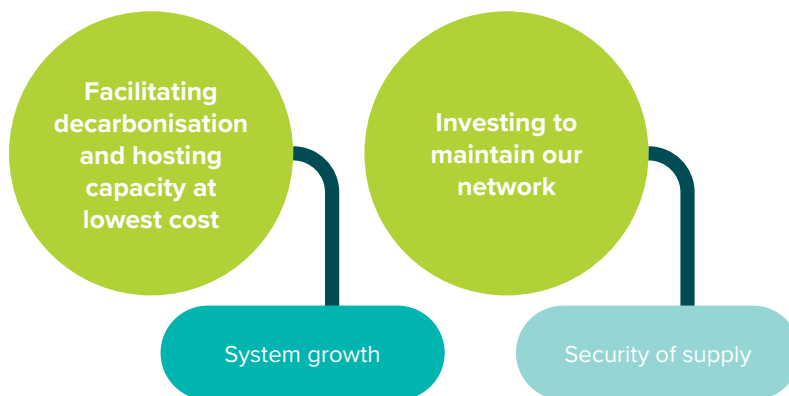 Facilitating
decarbonisation
and hosting
capacity at
lowest cost
Investing to
maintain our
network
System growth
Security of supply